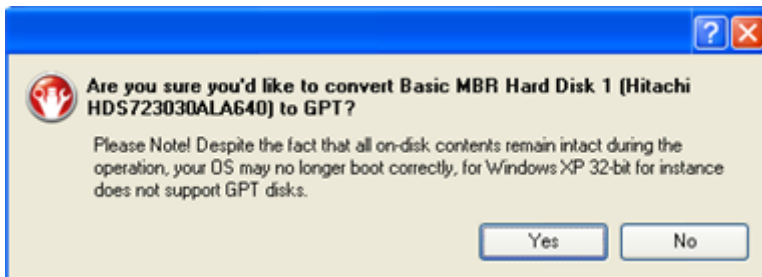 Are you sure you'd like to convert Basic MBR Hard Disk 1 (Hitachi
HDS723030ALA640) to GPT?
Please Note! Despite the fact that all on-disk contents remain intact during the
operation, your OS may no longer boot correctly, for Windows XP 32-bit for instance
does not support GPT disks.
Yes No